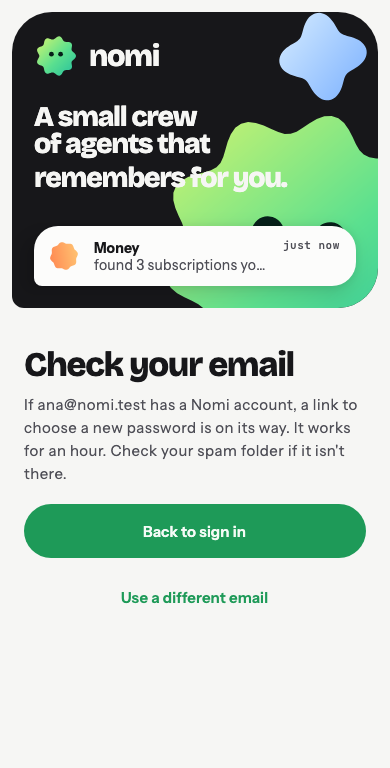 nomi
A small crew
of agents that
remembers for you.
Money
just now
found 3 subscriptions yo...
Check your email
If ana@nomi.test has a Nomi account, a link to
choose a new password is on its way. It works
for an hour. Check your spam folder if it isn't
there.
Back to sign in
Use a different email